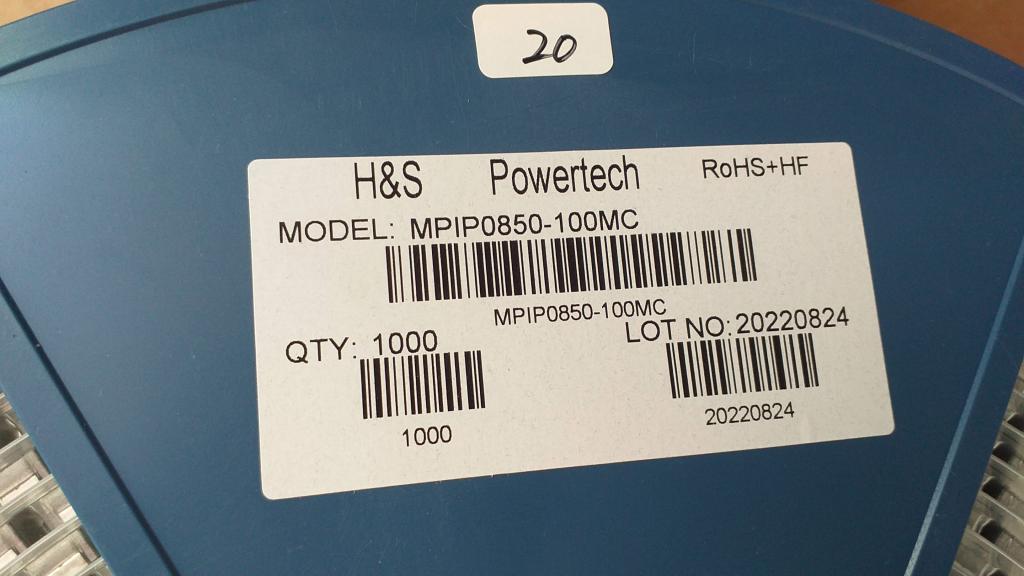 20
H&S Powertech RoHS+HF
MODEL: MPIP0850-100MC
MPIP0850-100MC
QTY: 1000 LOT NO: 20220824
1000 20220824